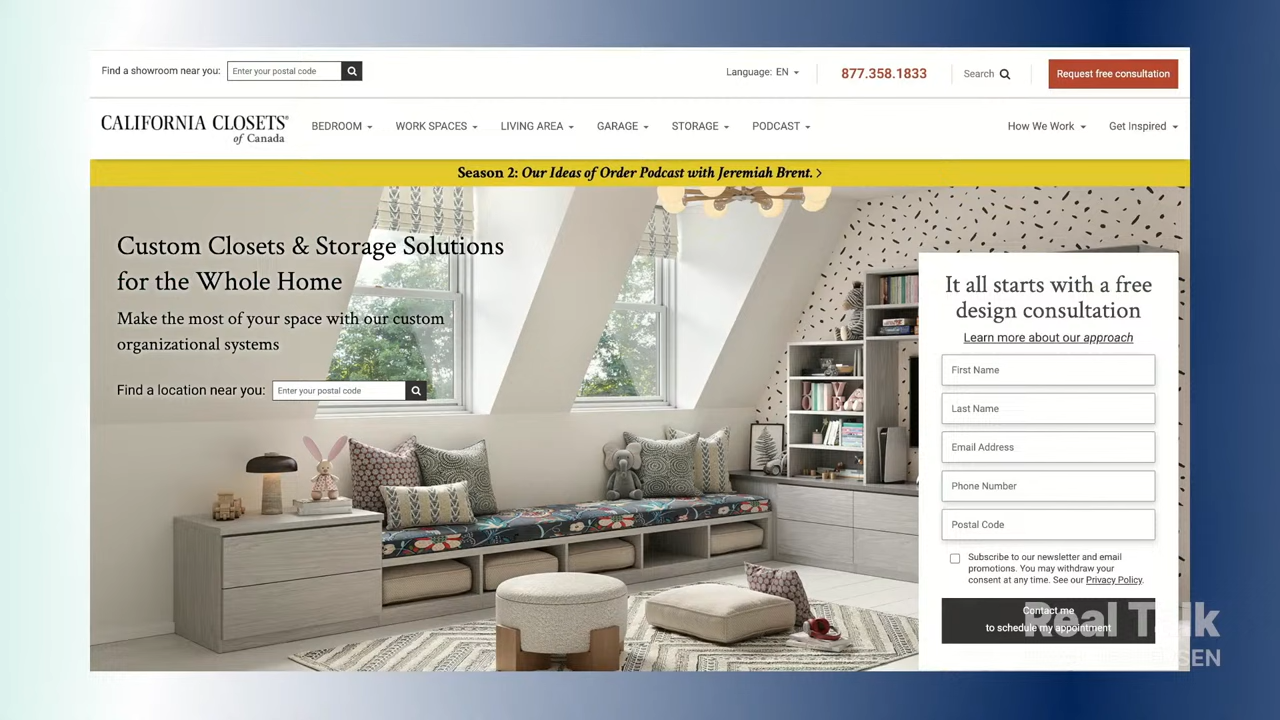 Find a showroom near you: Enter your postal code
Language: EN
877.358.1833
Search
Request free consultation
CALIFORNIA CLOSETS®
of Canada
BEDROOM
WORK SPACES
LIVING AREA
GARAGE
STORAGE
PODCAST
How We Work
Get Inspired
Season 2: Our Ideas of Order Podcast with Jeremiah Brent. >
Custom Closets & Storage Solutions
for the Whole Home
Make the most of your space with our custom
organizational systems
Find a location near you: Enter your postal code
It all starts with a free
design consultation
Learn more about our approach
First Name
Last Name
Email Address
Phone Number
Postal Code
Subscribe to our newsletter and email
promotions. You may withdraw your
consent at any time. See our Privacy Policy.
Contact me
to schedule my appointment
Real Talk